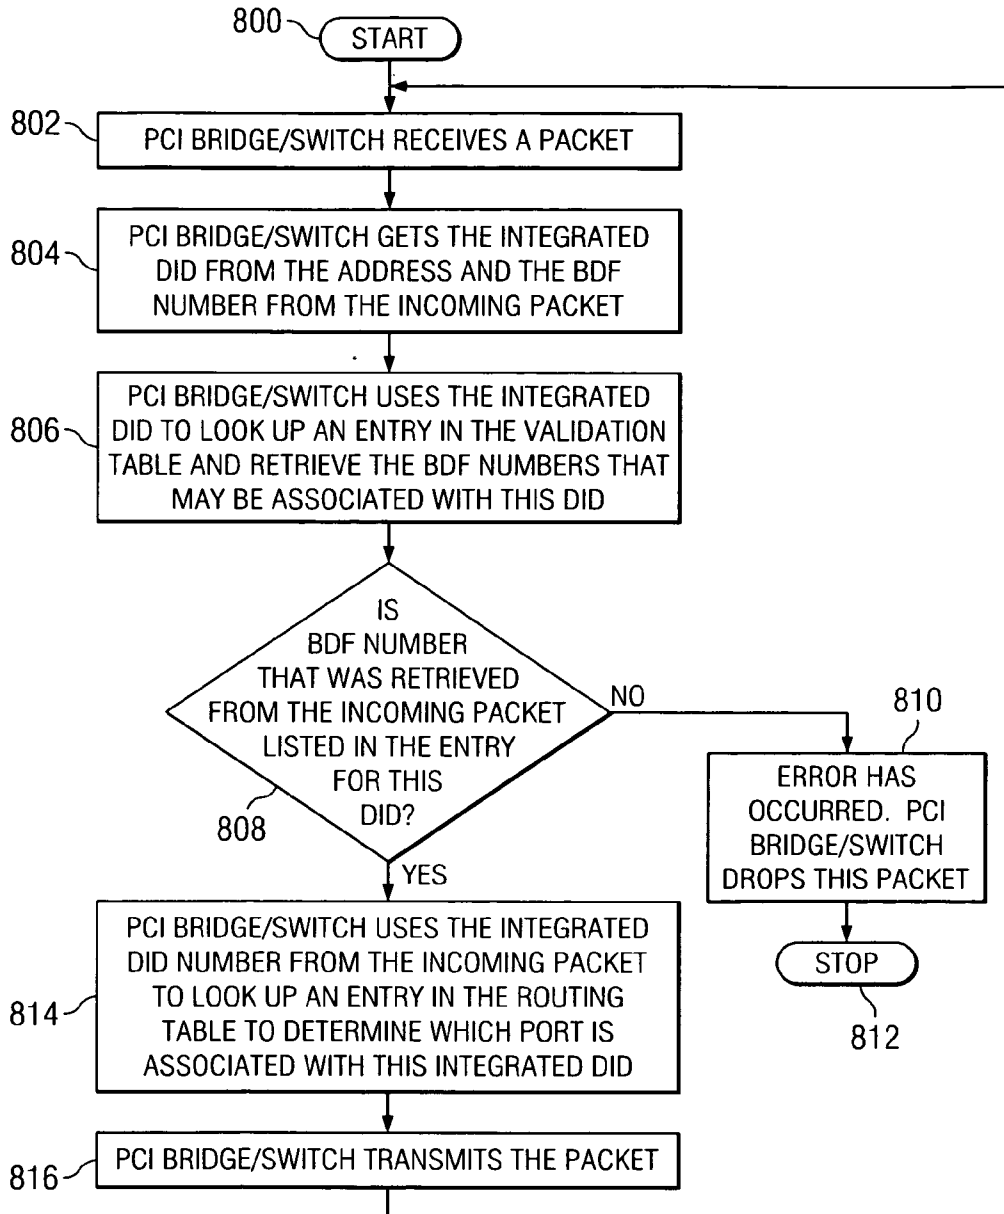 800
START
802
PCI BRIDGE/SWITCH RECEIVES A PACKET
804
PCI BRIDGE/SWITCH GETS THE INTEGRATED
DID FROM THE ADDRESS AND THE BDF
NUMBER FROM THE INCOMING PACKET
806
PCI BRIDGE/SWITCH USES THE INTEGRATED
DID TO LOOK UP AN ENTRY IN THE VALIDATION
TABLE AND RETRIEVE THE BDF NUMBERS THAT
MAY BE ASSOCIATED WITH THIS DID
IS
BDF NUMBER
THAT WAS RETRIEVED
FROM THE INCOMING PACKET
LISTED IN THE ENTRY
FOR THIS
DID?
808
NO
810
ERROR HAS
OCCURRED. PCI
BRIDGE/SWITCH
DROPS THIS PACKET
STOP
812
YES
814
PCI BRIDGE/SWITCH USES THE INTEGRATED
DID NUMBER FROM THE INCOMING PACKET
TO LOOK UP AN ENTRY IN THE ROUTING
TABLE TO DETERMINE WHICH PORT IS
ASSOCIATED WITH THIS INTEGRATED DID
816
PCI BRIDGE/SWITCH TRANSMITS THE PACKET